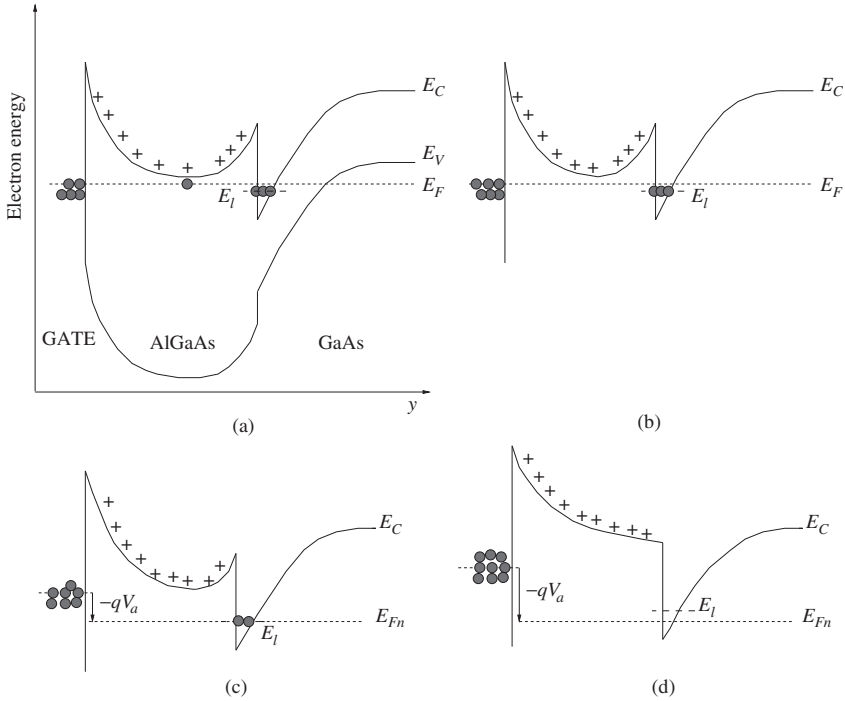 Electron energy
E_C
E_V
E_F
E_l
GATE
AlGaAs
GaAs
y
(a)
E_C
E_F
E_l
(b)
E_C
−qV_a
E_Fn
E_l
(c)
E_C
−qV_a
E_l
E_Fn
(d)